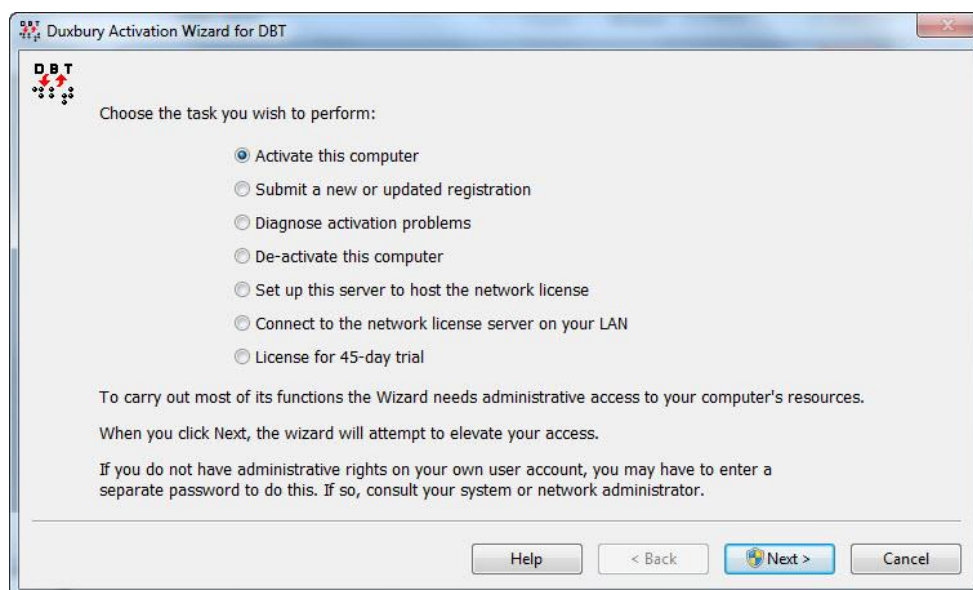 Duxbury Activation Wizard for DBT
DBT
Choose the task you wish to perform:
Activate this computer
Submit a new or updated registration
Diagnose activation problems
De-activate this computer
Set up this server to host the network license
Connect to the network license server on your LAN
License for 45-day trial
To carry out most of its functions the Wizard needs administrative access to your computer's resources.
When you click Next, the wizard will attempt to elevate your access.
If you do not have administrative rights on your own user account, you may have to enter a
separate password to do this. If so, consult your system or network administrator.
Help
< Back
Next >
Cancel